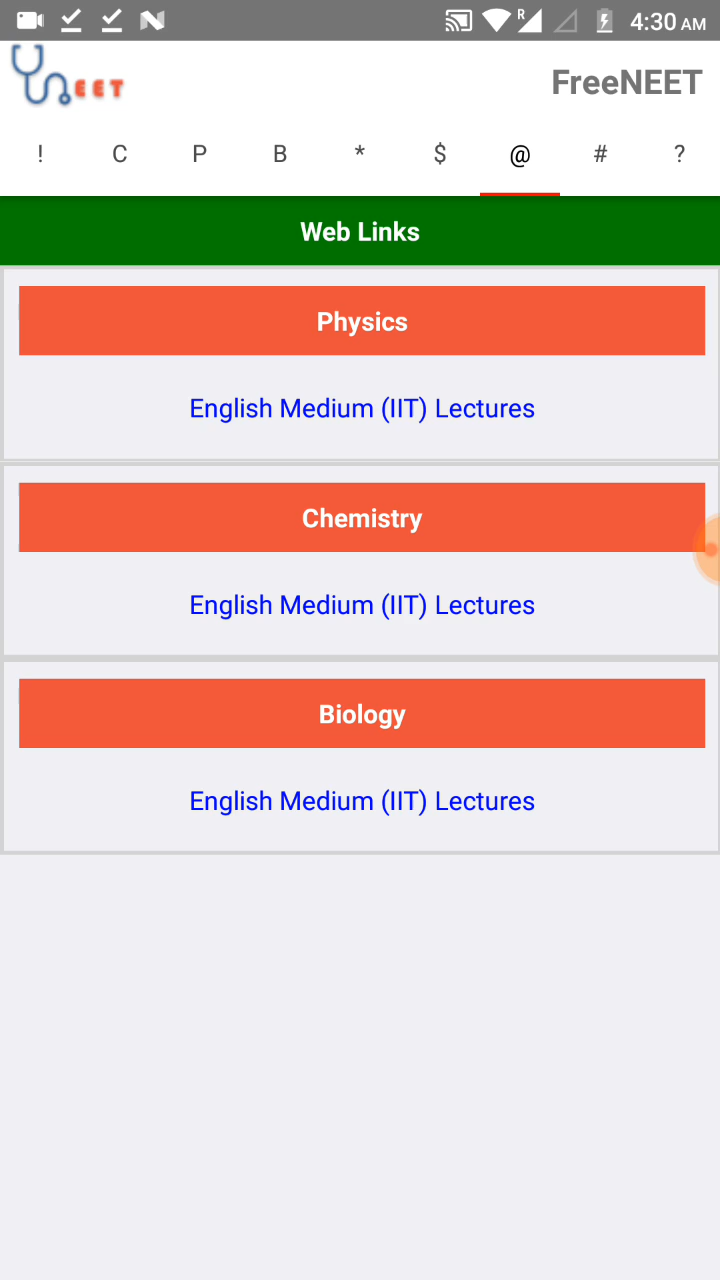 4:30 AM
EET
FreeNEET
! C P B * $ @ # ?
Web Links
Physics
English Medium (IIT) Lectures
Chemistry
English Medium (IIT) Lectures
Biology
English Medium (IIT) Lectures